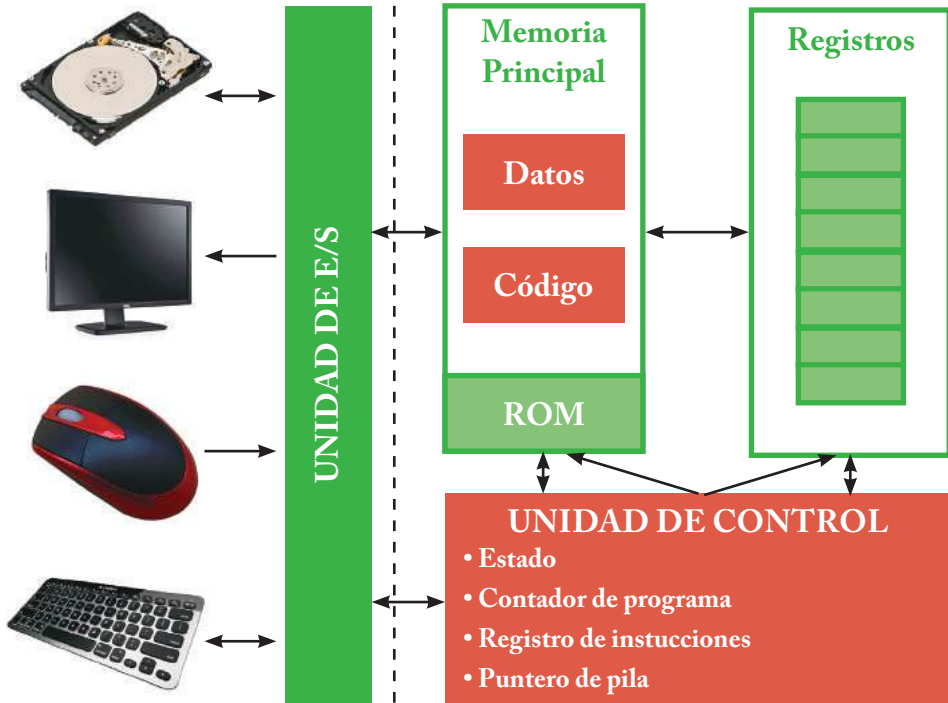 UNIDAD DE E/S
Memoria
Principal
Datos
Código
ROM
Registros
UNIDAD DE CONTROL
• Estado
• Contador de programa
• Registro de instucciones
• Puntero de pila